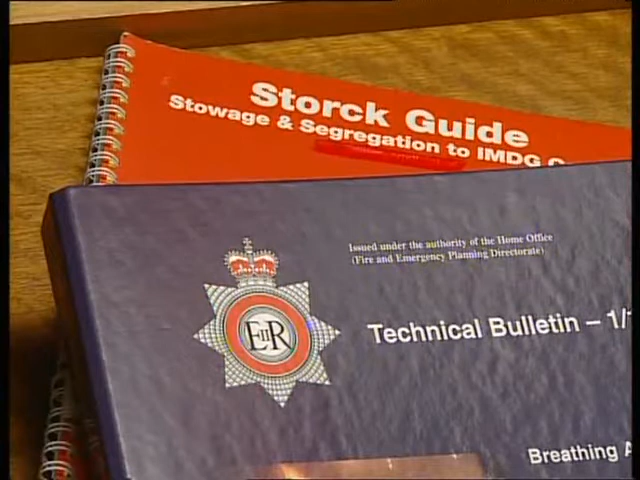 Storck Guide
Stowage & Segregation to IMDG
Issued under the authority of the Home Office
(Fire and Emergency Planning Directorate)
EIIR
Technical Bulletin – 1/
Breathing